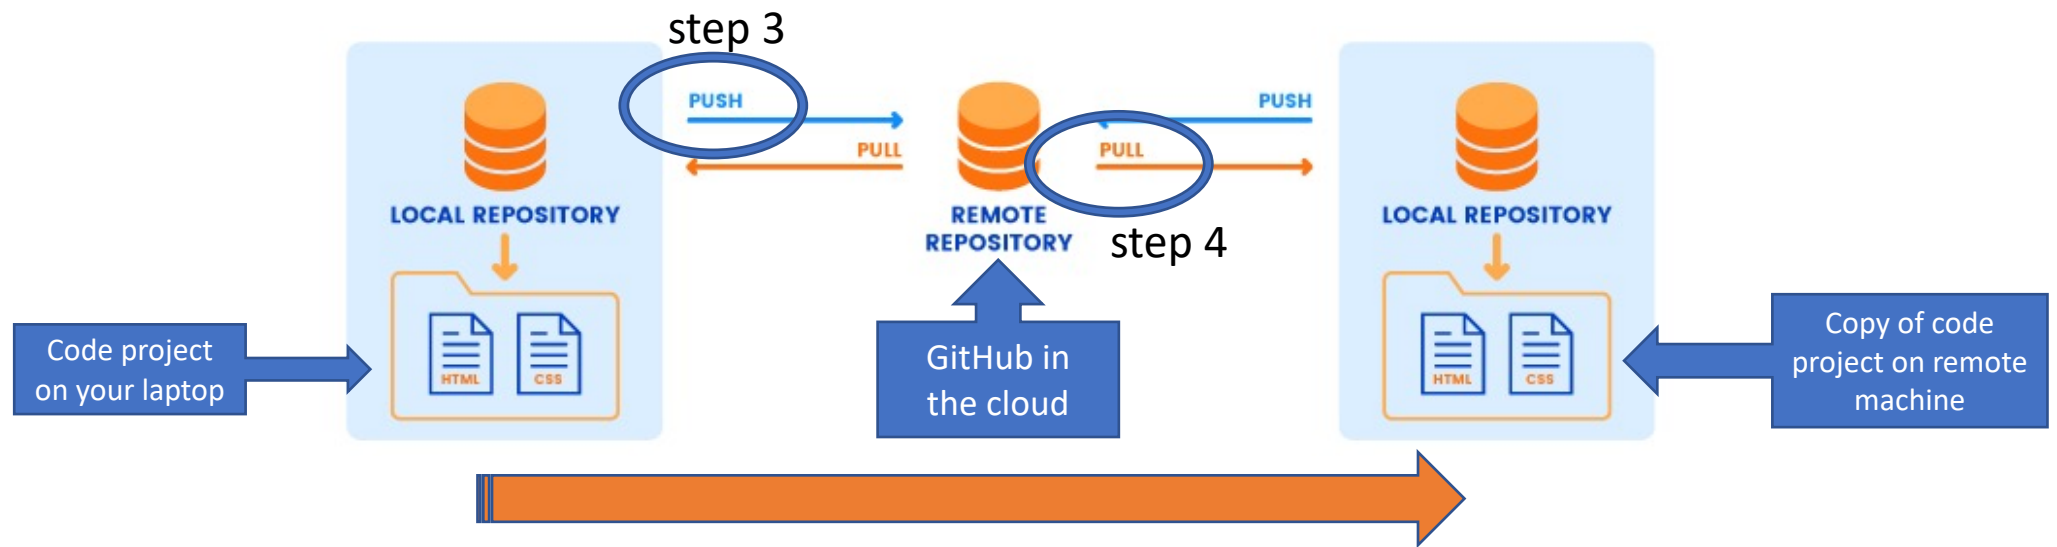 step 3
PUSH
PULL
PUSH
PULL
LOCAL REPOSITORY
REMOTE
REPOSITORY
step 4
LOCAL REPOSITORY
HTML
CSS
HTML
CSS
Code project
on your laptop
GitHub in
the cloud
Copy of code
project on remote
machine